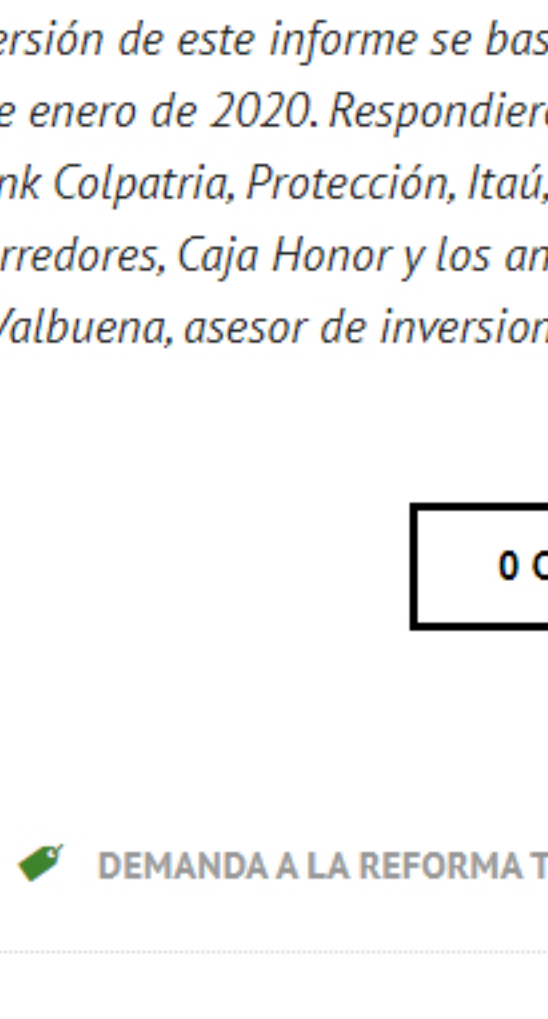 ersión de este informe se bas
e enero de 2020. Respondier
nk Colpatria, Protección, Itaú,
rredores, Caja Honor y los an
Valbuena, asesor de inversion
0 C
DEMANDA A LA REFORMA T